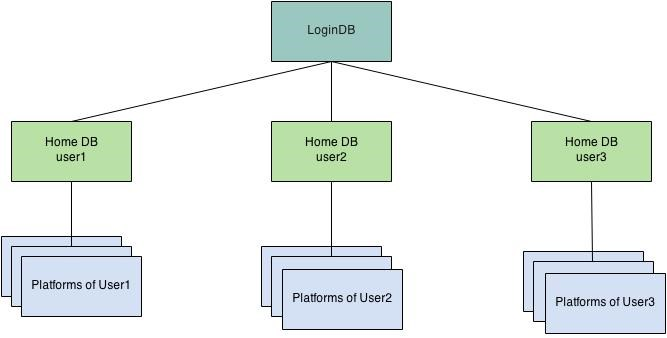 LoginDB
Home DB
user1
Home DB
user2
Home DB
user3
Platforms of User1
Platforms of User2
Platforms of User3